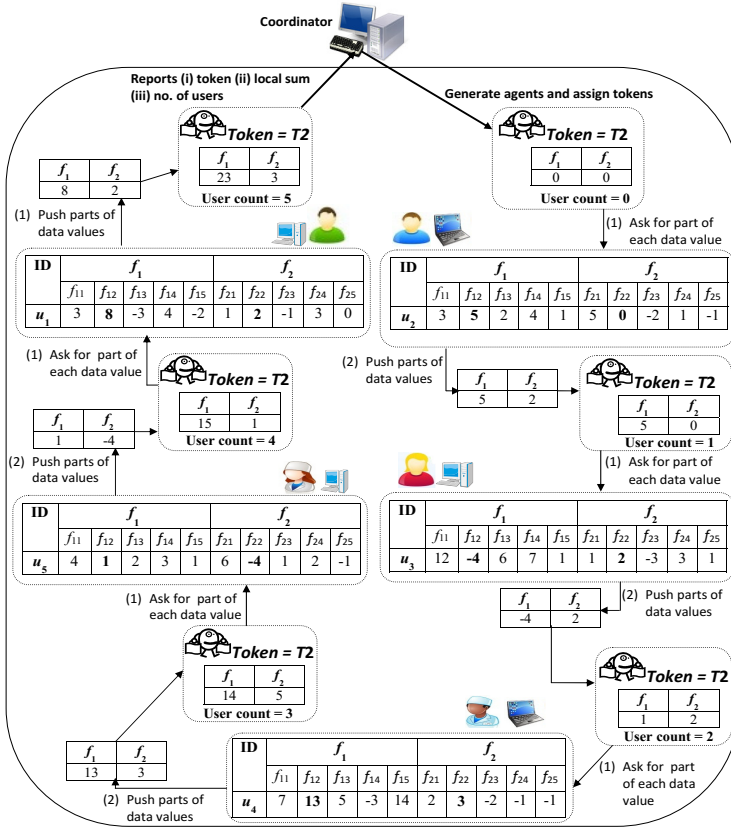 Coordinator
Reports (i) token (ii) local sum
(iii) no. of users
Generate agents and assign tokens
Token = T2
f1 f2
0 0
User count = 0
(1) Ask for part of
each data value
ID f1 f2
f11 f12 f13 f14 f15 f21 f22 f23 f24 f25
u2 3 5 2 4 1 5 0 -2 1 -1
(2) Push parts of
data values
f1 f2
5 2
Token = T2
f1 f2
5 0
User count = 1
(1) Ask for part of
each data value
ID f1 f2
f11 f12 f13 f14 f15 f21 f22 f23 f24 f25
u3 12 -4 6 7 1 1 2 -3 3 1
(2) Push parts of
data values
f1 f2
-4 2
Token = T2
f1 f2
1 2
User count = 2
(1) Ask for
part of each data
value
ID f1 f2
f11 f12 f13 f14 f15 f21 f22 f23 f24 f25
u4 7 13 5 -3 14 2 3 -2 -1 -1
(2) Push parts of
data values
f1 f2
13 3
Token = T2
f1 f2
14 5
User count = 3
(1) Ask for part of
each data value
ID f1 f2
f11 f12 f13 f14 f15 f21 f22 f23 f24 f25
u5 4 1 2 3 1 6 -4 1 2 -1
(2) Push parts of
data values
f1 f2
1 -4
Token = T2
f1 f2
15 1
User count = 4
(1) Ask for part of
each data value
ID f1 f2
f11 f12 f13 f14 f15 f21 f22 f23 f24 f25
u1 3 8 -3 4 -2 1 2 -1 3 0
(1) Push parts of
data values
f1 f2
8 2
Token = T2
f1 f2
23 3
User count = 5